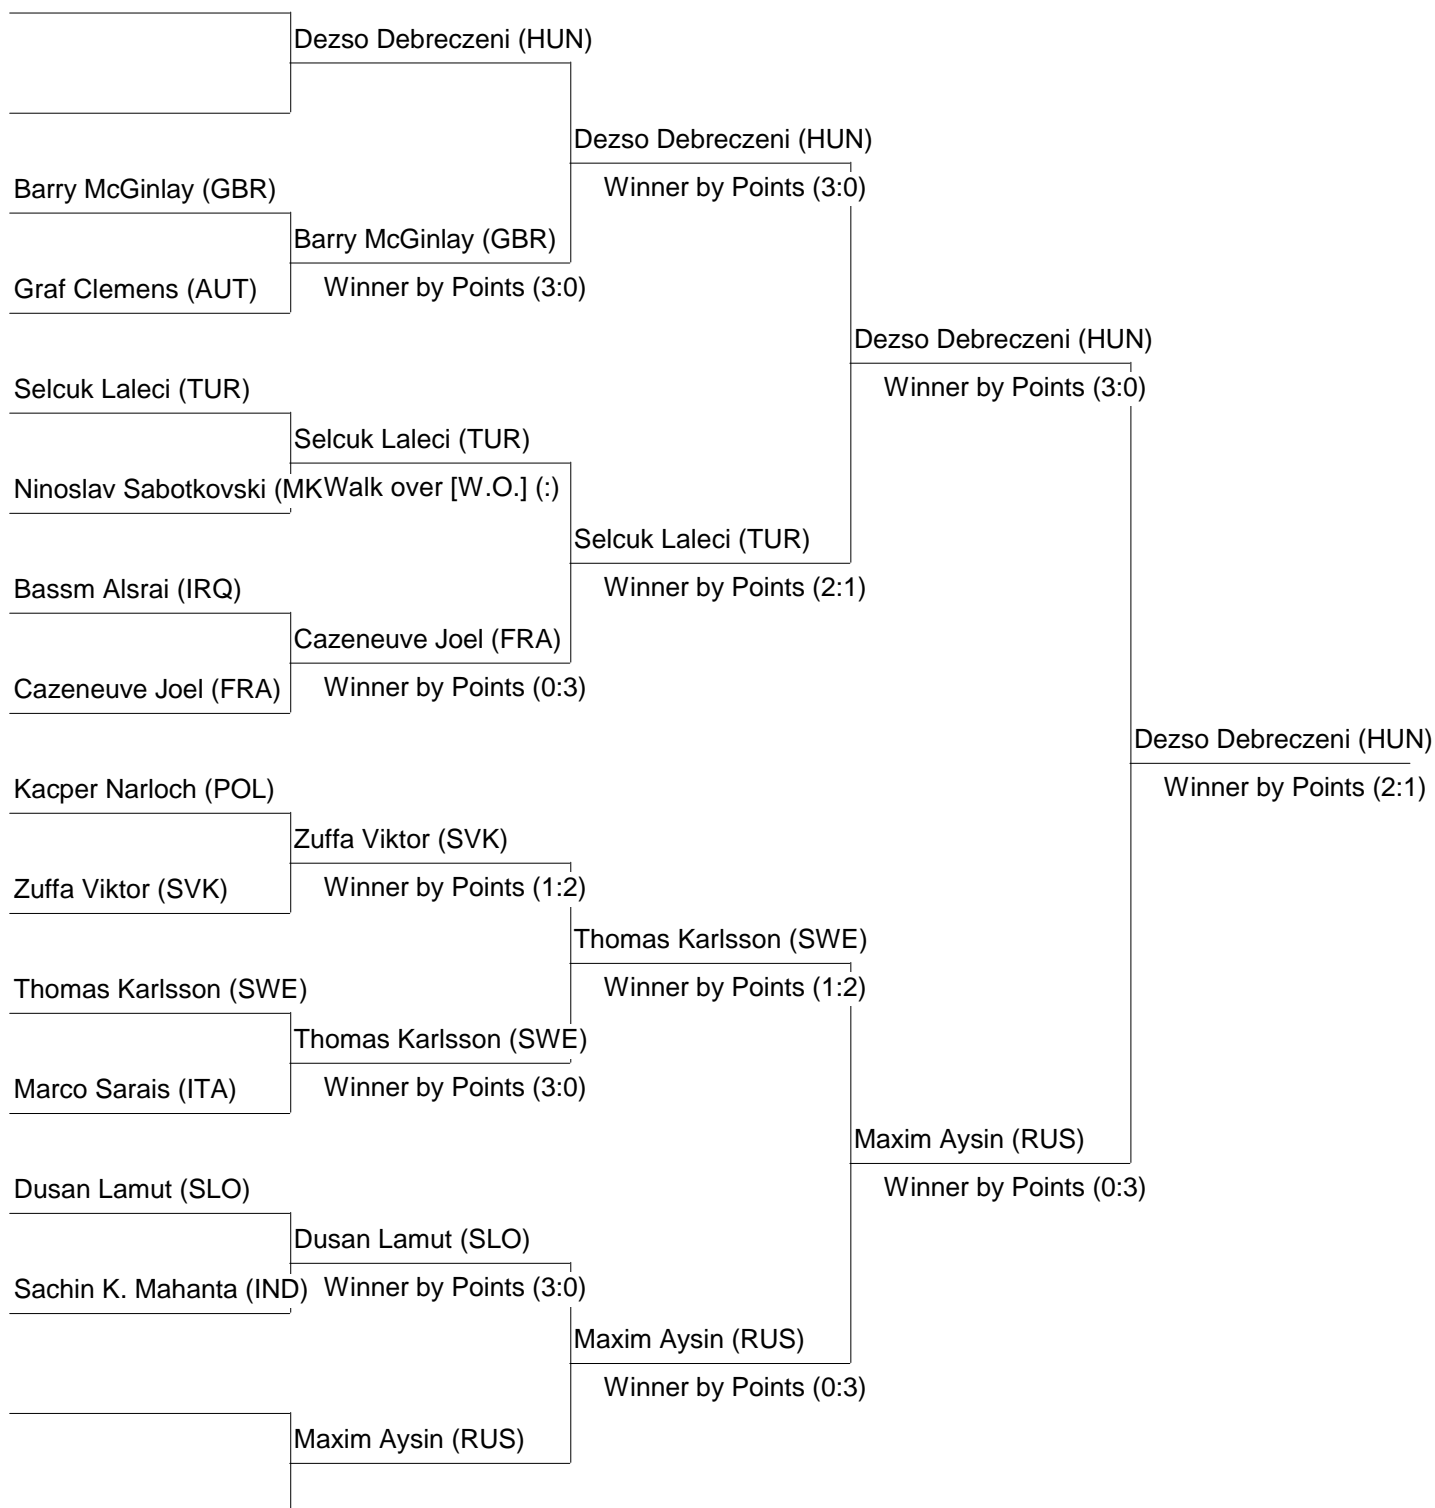 Dezso Debreczeni (HUN)
Dezso Debreczeni (HUN)
Barry McGinlay (GBR)
Winner by Points (3:0)
Barry McGinlay (GBR)
Graf Clemens (AUT)
Winner by Points (3:0)
Dezso Debreczeni (HUN)
Selcuk Laleci (TUR)
Winner by Points (3:0)
Selcuk Laleci (TUR)
Ninoslav Sabotkovski (MK
Walk over [W.O.] (:)
Selcuk Laleci (TUR)
Bassm Alsrai (IRQ)
Winner by Points (2:1)
Cazeneuve Joel (FRA)
Cazeneuve Joel (FRA)
Winner by Points (0:3)
Dezso Debreczeni (HUN)
Kacper Narloch (POL)
Winner by Points (2:1)
Zuffa Viktor (SVK)
Zuffa Viktor (SVK)
Winner by Points (1:2)
Thomas Karlsson (SWE)
Thomas Karlsson (SWE)
Winner by Points (1:2)
Thomas Karlsson (SWE)
Marco Sarais (ITA)
Winner by Points (3:0)
Maxim Aysin (RUS)
Dusan Lamut (SLO)
Winner by Points (0:3)
Dusan Lamut (SLO)
Sachin K. Mahanta (IND)
Winner by Points (3:0)
Maxim Aysin (RUS)
Winner by Points (0:3)
Maxim Aysin (RUS)